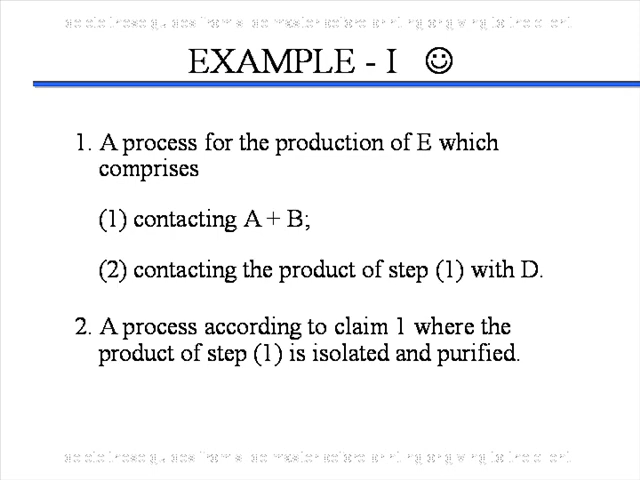 EXAMPLE - I ☺
1. A process for the production of E which
comprises
(1) contacting A + B;
(2) contacting the product of step (1) with D.
2. A process according to claim 1 where the
product of step (1) is isolated and purified.